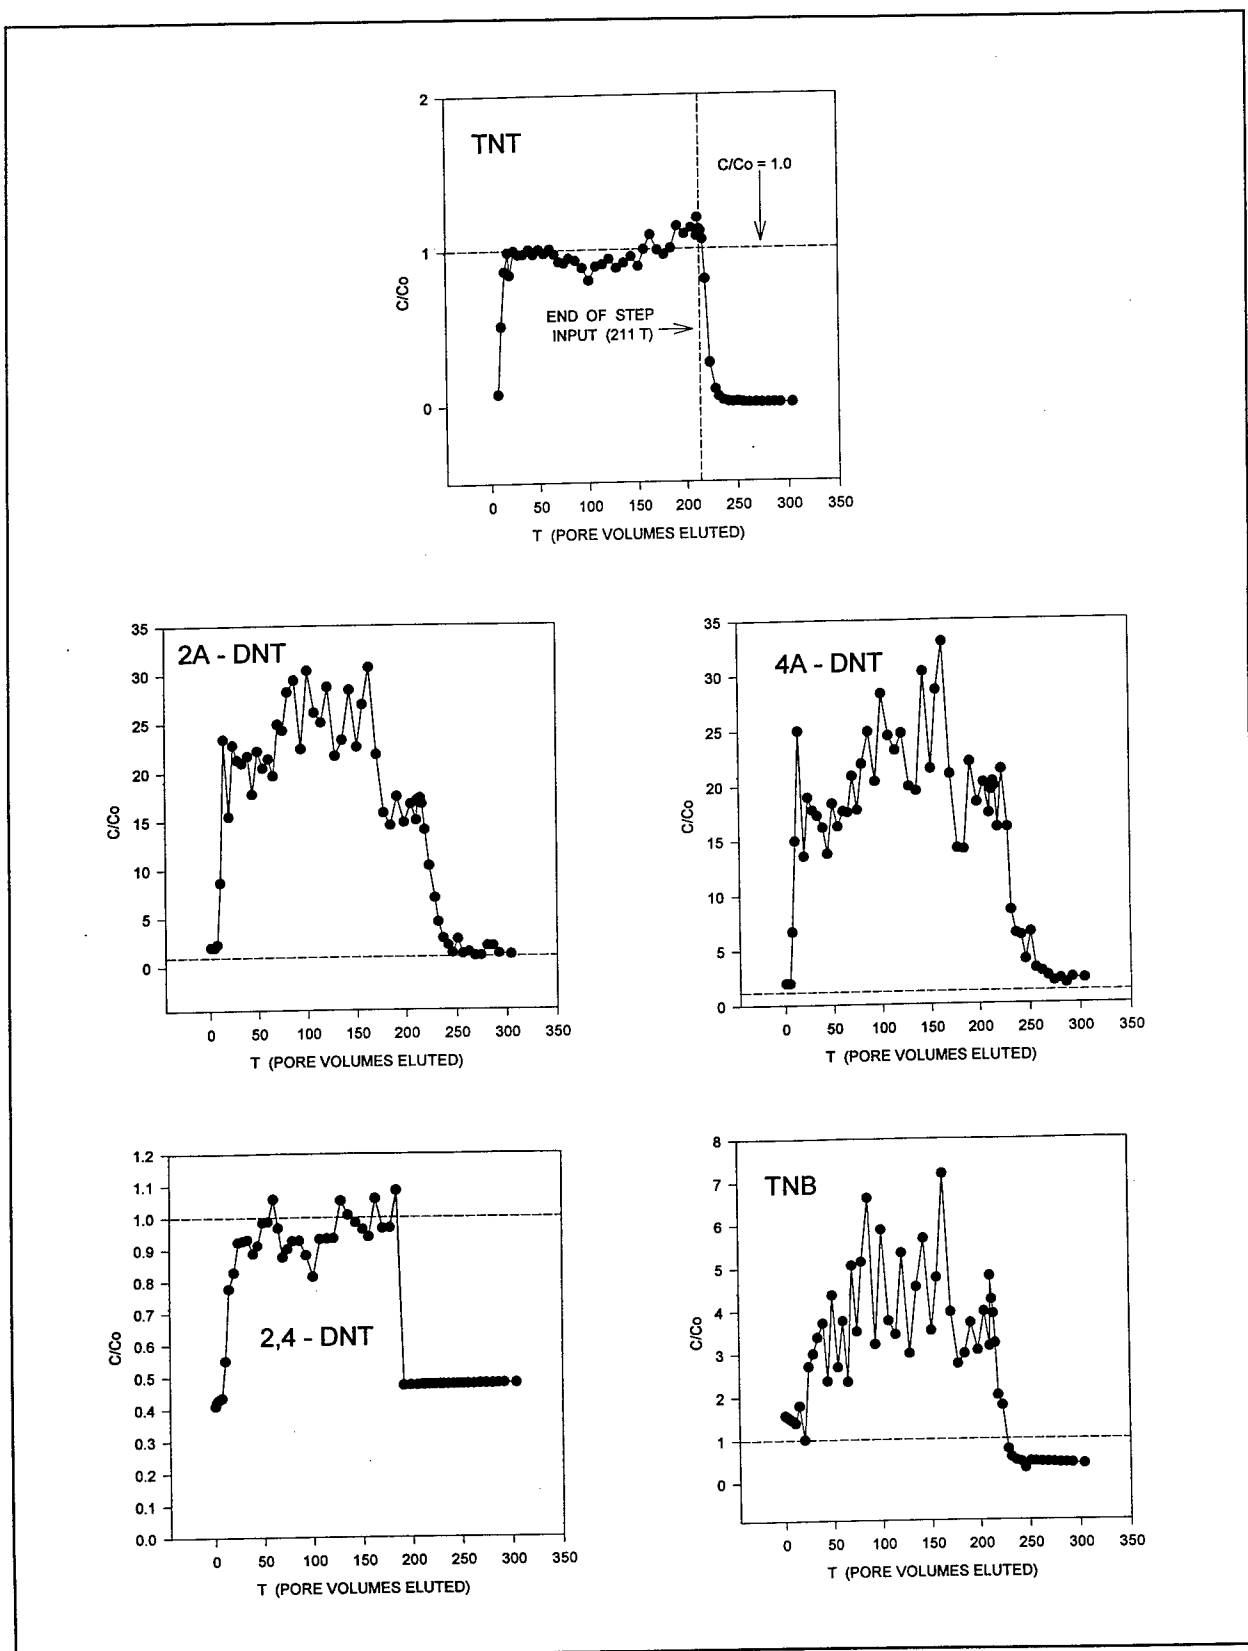 2
TNT
C/Co = 1.0
1
C/Co
END OF STEP
INPUT (211 T)
0
0 50 100 150 200 250 300 350
T (PORE VOLUMES ELUTED)
35
2A - DNT
30
25
20
15
C/Co
10
5
0
0 50 100 150 200 250 300 350
T (PORE VOLUMES ELUTED)
35
4A - DNT
30
25
20
C/Co
15
10
5
0
0 50 100 150 200 250 300 350
T (PORE VOLUMES ELUTED)
1.2
1.1
1.0
0.9
0.8
0.7
2,4 - DNT
0.6
C/Co
0.5
0.4
0.3
0.2
0.1
0.0
0 50 100 150 200 250 300 350
T (PORE VOLUMES ELUTED)
8
7
TNB
6
5
4
C/Co
3
2
1
0
0 50 100 150 200 250 300 350
T (PORE VOLUMES ELUTED)